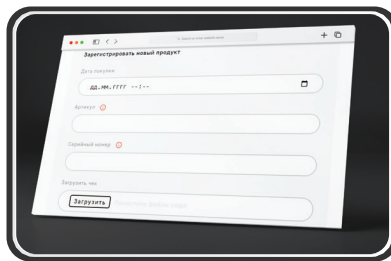 Зарегистрировать новый продукт
Дата покупки
ДД.ММ.ГГГГ --:--
Артикул
Серийный номер
Загрузить чек
Загрузить